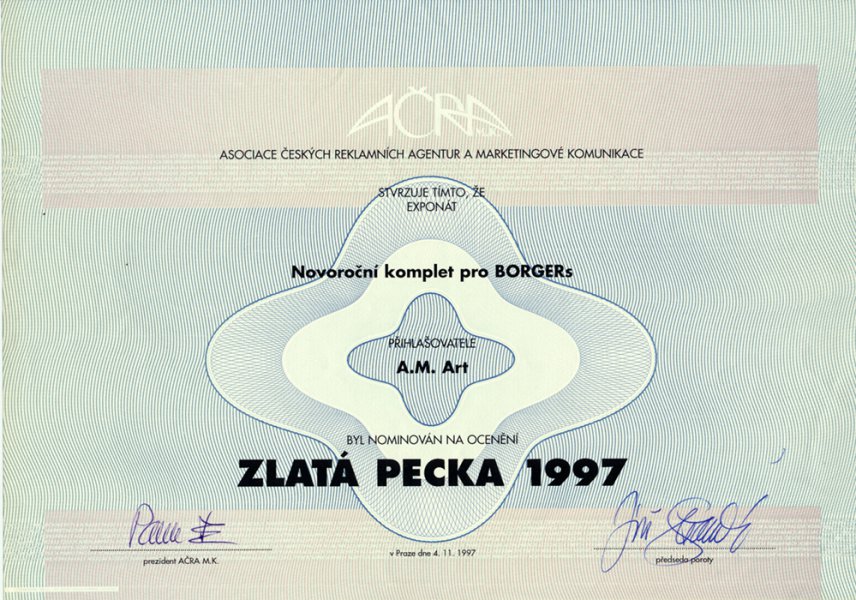 AČRA
ASOCIACE ČESKÝCH REKLAMNÍCH AGENTUR A MARKETINGOVÉ KOMUNIKACE
STVRZUJE TÍMTO, ŽE
EXPONÁT
Novoroční komplet pro BORGERs
PŘIHLAŠOVATELE
A.M. Art
BYL NOMINOVÁN NA OCENĚNÍ
ZLATÁ PECKA 1997
v Praze dne 4. 11. 1997
prezident AČRA M.K.
předseda poroty